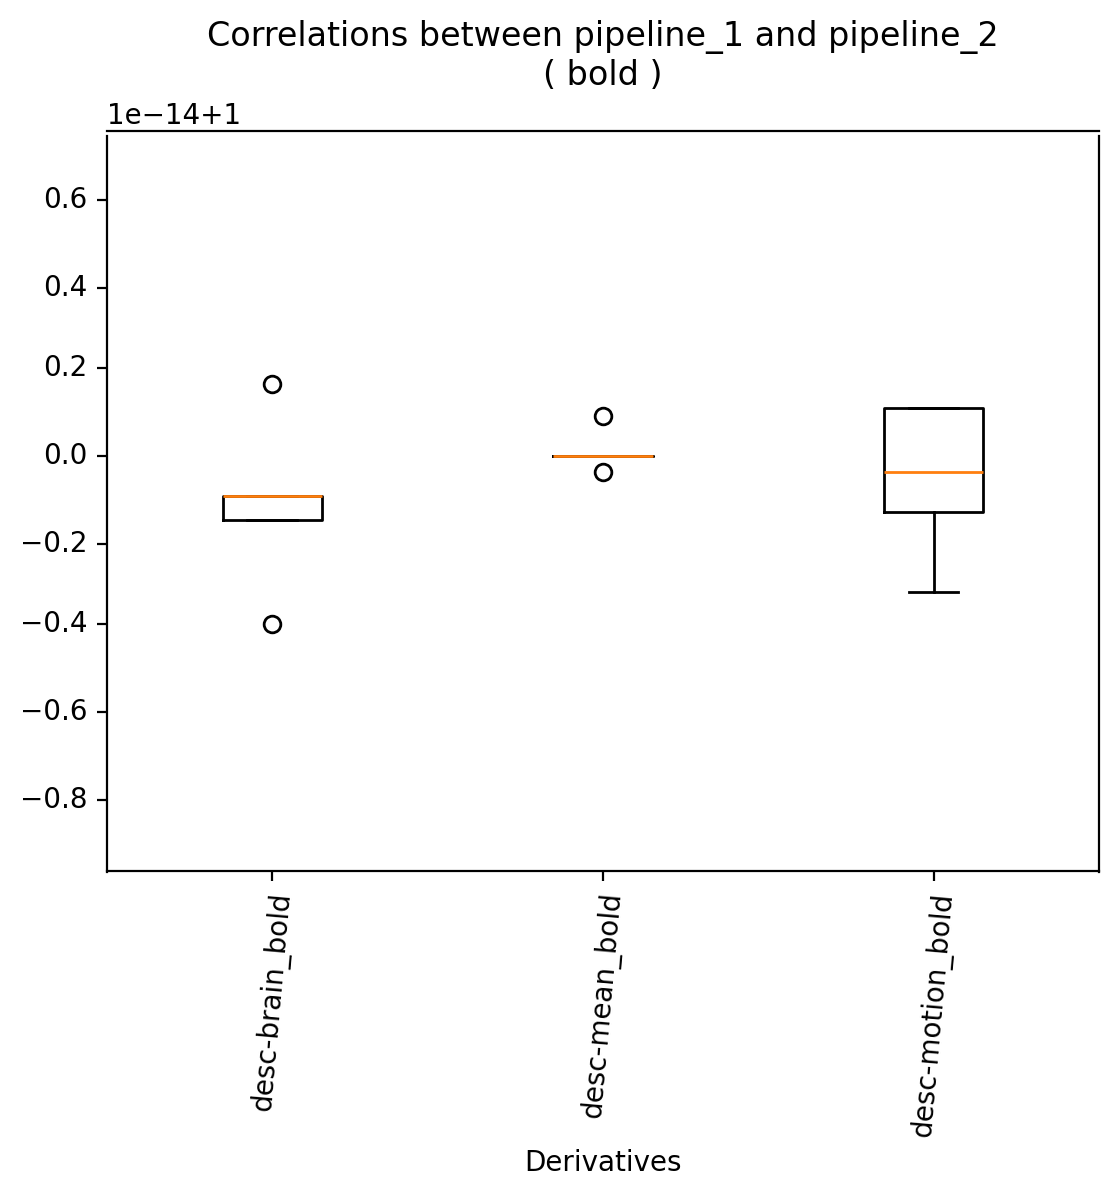 Correlations between pipeline_1 and pipeline_2
( bold )
1e−14+1
0.6
0.4
0.2
0.0
−0.2
−0.4
−0.6
−0.8
desc-brain_bold
desc-mean_bold
desc-motion_bold
Derivatives